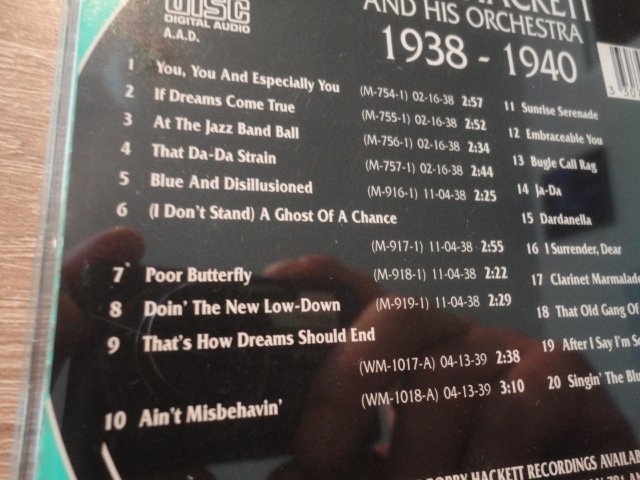 DISC
DIGITAL AUDIO
A.A.D.
HACKETT
AND HIS ORCHESTRA
1938 - 1940
1 You, You And Especially You (M-754-1) 02-16-38 2:57
2 If Dreams Come True (M-755-1) 02-16-38 2:52
3 At The Jazz Band Ball (M-756-1) 02-16-38 2:34
4 That Da-Da Strain (M-757-1) 02-16-38 2:44
5 Blue And Disillusioned (M-916-1) 11-04-38 2:25
6 (I Don't Stand) A Ghost Of A Chance
(M-917-1) 11-04-38 2:55
7 Poor Butterfly (M-918-1) 11-04-38 2:22
8 Doin' The New Low-Down (M-919-1) 11-04-38 2:29
9 That's How Dreams Should End
(WM-1017-A) 04-13-39 2:38
10 Ain't Misbehavin' (WM-1018-A) 04-13-39 3:10
11 Sunrise Serenade
12 Embraceable You
13 Bugle Call Rag
14 Ja-Da
15 Dardanella
16 I Surrender, Dear
17 Clarinet Marmalade
18 That Old Gang Of
19 After I Say I'm So
20 Singin' The Blu
BOBBY HACKETT RECORDINGS AVAILAB